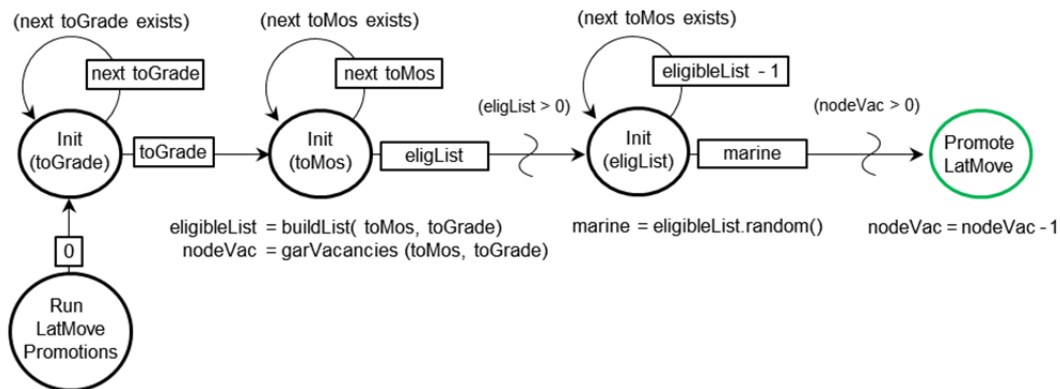 (next toGrade exists)
(next toMos exists)
(next toMos exists)
next toGrade
next toMos
eligibleList - 1
(eligList > 0)
(nodeVac > 0)
Init
(toGrade)
toGrade
Init
(toMos)
eligList
Init
(eligList)
marine
Promote
LatMove
eligibleList = buildList( toMos, toGrade)
nodeVac = garVacancies (toMos, toGrade)
marine = eligibleList.random()
nodeVac = nodeVac - 1
0
Run
LatMove
Promotions